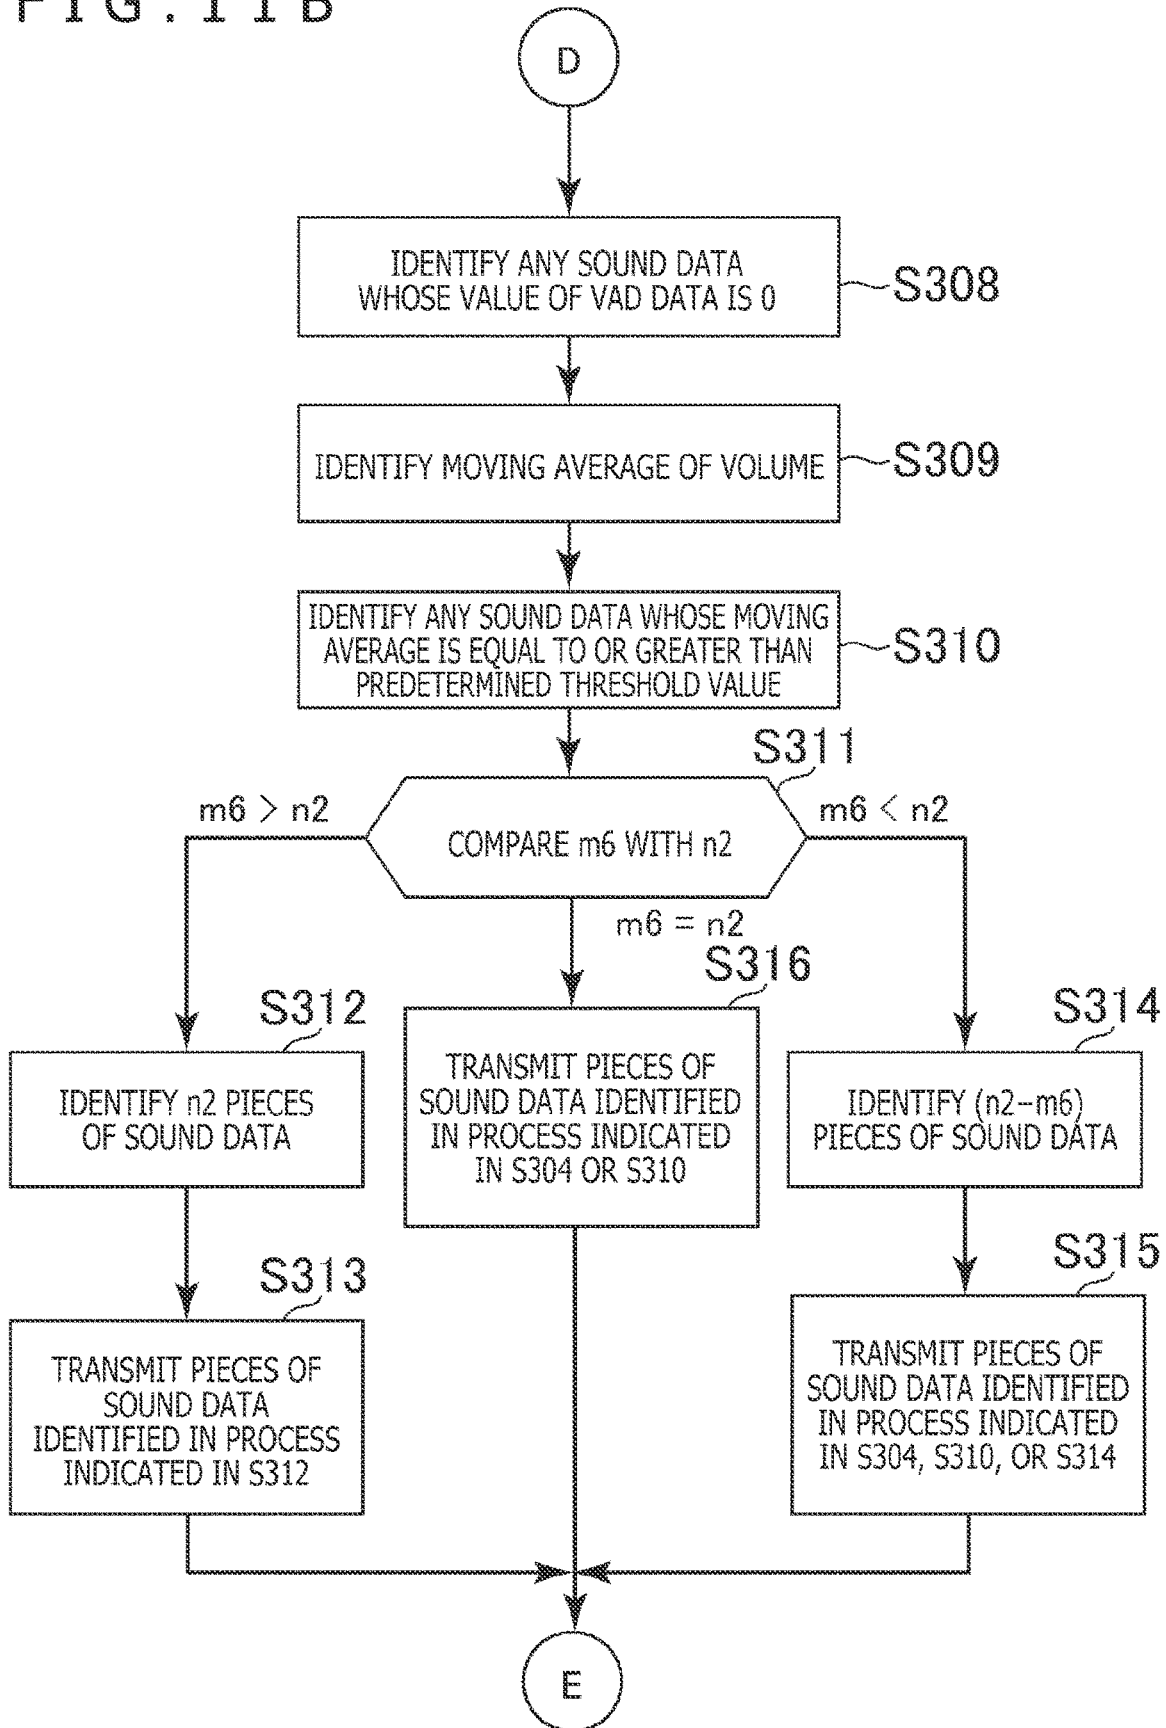 FIG.11B
D
IDENTIFY ANY SOUND DATA
WHOSE VALUE OF VAD DATA IS 0
S308
IDENTIFY MOVING AVERAGE OF VOLUME
S309
IDENTIFY ANY SOUND DATA WHOSE MOVING
AVERAGE IS EQUAL TO OR GREATER THAN
PREDETERMINED THRESHOLD VALUE
S310
S311
m6 > n2
COMPARE m6 WITH n2
m6 < n2
m6 = n2
S312
IDENTIFY n2 PIECES
OF SOUND DATA
S316
TRANSMIT PIECES OF
SOUND DATA IDENTIFIED
IN PROCESS INDICATED
IN S304 OR S310
S314
IDENTIFY (n2-m6)
PIECES OF SOUND DATA
S313
TRANSMIT PIECES OF
SOUND DATA
IDENTIFIED IN PROCESS
INDICATED IN S312
S315
TRANSMIT PIECES OF
SOUND DATA IDENTIFIED
IN PROCESS INDICATED
IN S304, S310, OR S314
E